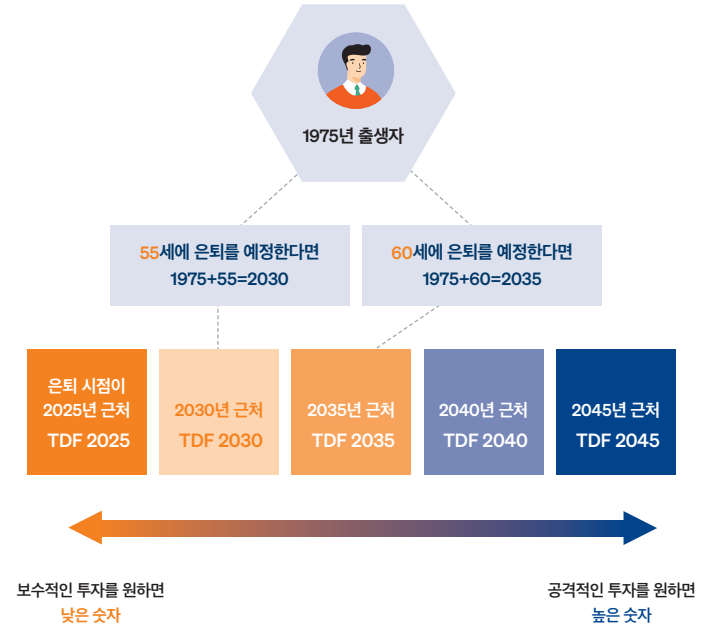 1975년 출생자
55세에 은퇴를 예정한다면
1975+55=2030
60세에 은퇴를 예정한다면
1975+60=2035
은퇴 시점이
2025년 근처
TDF 2025
2030년 근처
TDF 2030
2035년 근처
TDF 2035
2040년 근처
TDF 2040
2045년 근처
TDF 2045
보수적인 투자를 원하면
낮은 숫자
공격적인 투자를 원하면
높은 숫자